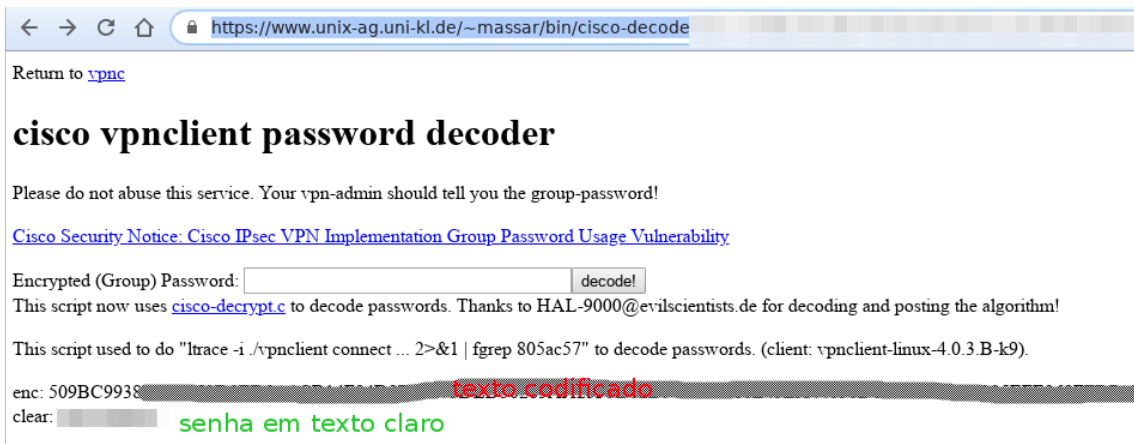 https://www.unix-ag.uni-kl.de/~massar/bin/cisco-decode
Return to vpnc
cisco vpnclient password decoder
Please do not abuse this service. Your vpn-admin should tell you the group-password!
Cisco Security Notice: Cisco IPsec VPN Implementation Group Password Usage Vulnerability
Encrypted (Group) Password: decode!
This script now uses cisco-decrypt.c to decode passwords. Thanks to HAL-9000@evilscientists.de for decoding and posting the algorithm!
This script used to do "ltrace -i ./vpnclient connect ... 2>&1 | fgrep 805ac57" to decode passwords. (client: vpnclient-linux-4.0.3.B-k9).
enc: 509BC9938 texto codificado
clear: senha em texto claro